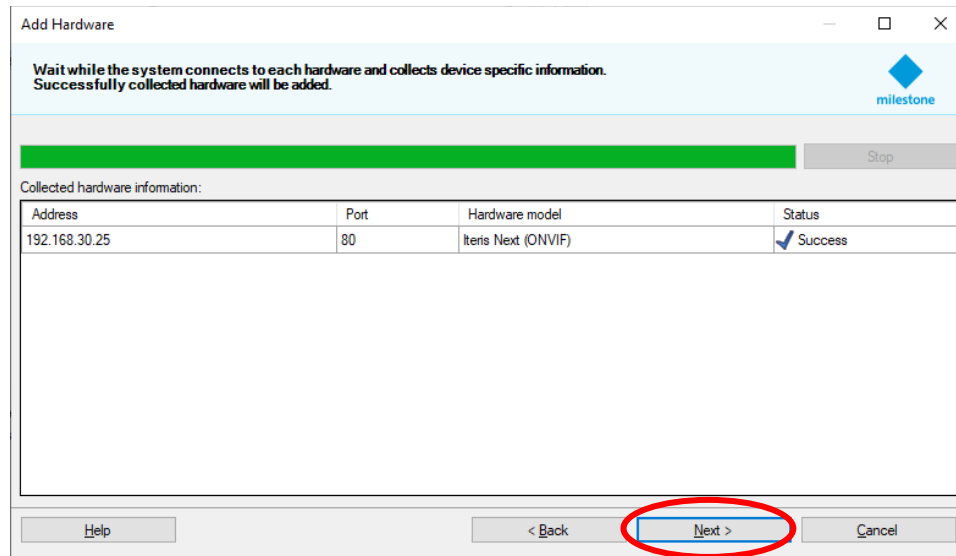 Add Hardware
Wait while the system connects to each hardware and collects device specific information.
Successfully collected hardware will be added.
milestone
Stop
Collected hardware information:
Address Port Hardware model Status
192.168.30.25 80 Iteris Next (ONVIF) Success
Help < Back Next > Cancel